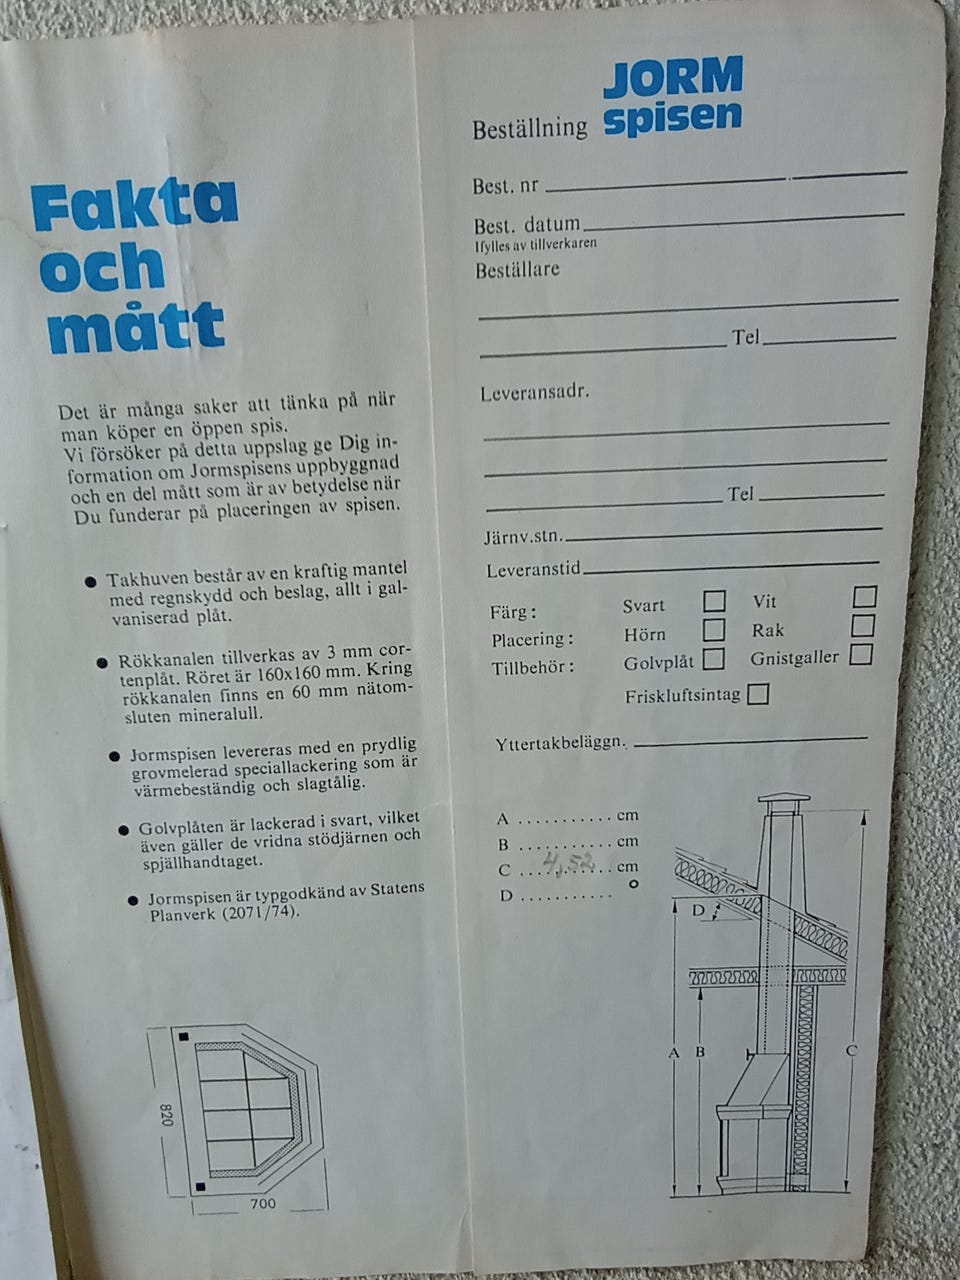 Fakta
och
mått
Det är många saker att tänka på när
man köper en öppen spis.
Vi försöker på detta uppslag ge Dig in-
formation om Jormspisens uppbyggnad
och en del mått som är av betydelse när
Du funderar på placeringen av spisen.
● Takhuven består av en kraftig mantel
med regnskydd och beslag, allt i gal-
vaniserad plåt.
● Rökkanalen tillverkas av 3 mm cor-
tenplåt. Röret är 160x160 mm. Kring
rökkanalen finns en 60 mm nätom-
sluten mineralull.
● Jormspisen levereras med en prydlig
grovmelerad speciallackering som är
värmebeständig och slagtålig.
● Golvplåten är lackerad i svart, vilket
även gäller de vridna stödjärnen och
spjällhandtaget.
● Jormspisen är typgodkänd av Statens
Planverk (2071/74).
820
700
JORM
Beställning spisen
Best. nr
Best. datum
Ifylles av tillverkaren
Beställare
Tel
Leveransadr.
Tel
Järnv.stn.
Leveranstid
Färg: Svart Vit
Placering: Hörn Rak
Tillbehör: Golvplåt Gnistgaller
Friskluftsintag
Yttertakbeläggn.
A ........... cm
B ........... cm
C 4,52 cm
D ........... °
D
A B C